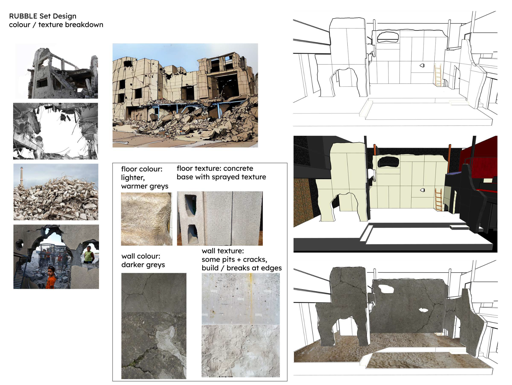 RUBBLE Set Design
colour / texture breakdown
floor colour:
lighter,
warmer greys
floor texture: concrete
base with sprayed texture
wall colour:
darker greys
wall texture:
some pits + cracks,
build / breaks at edges